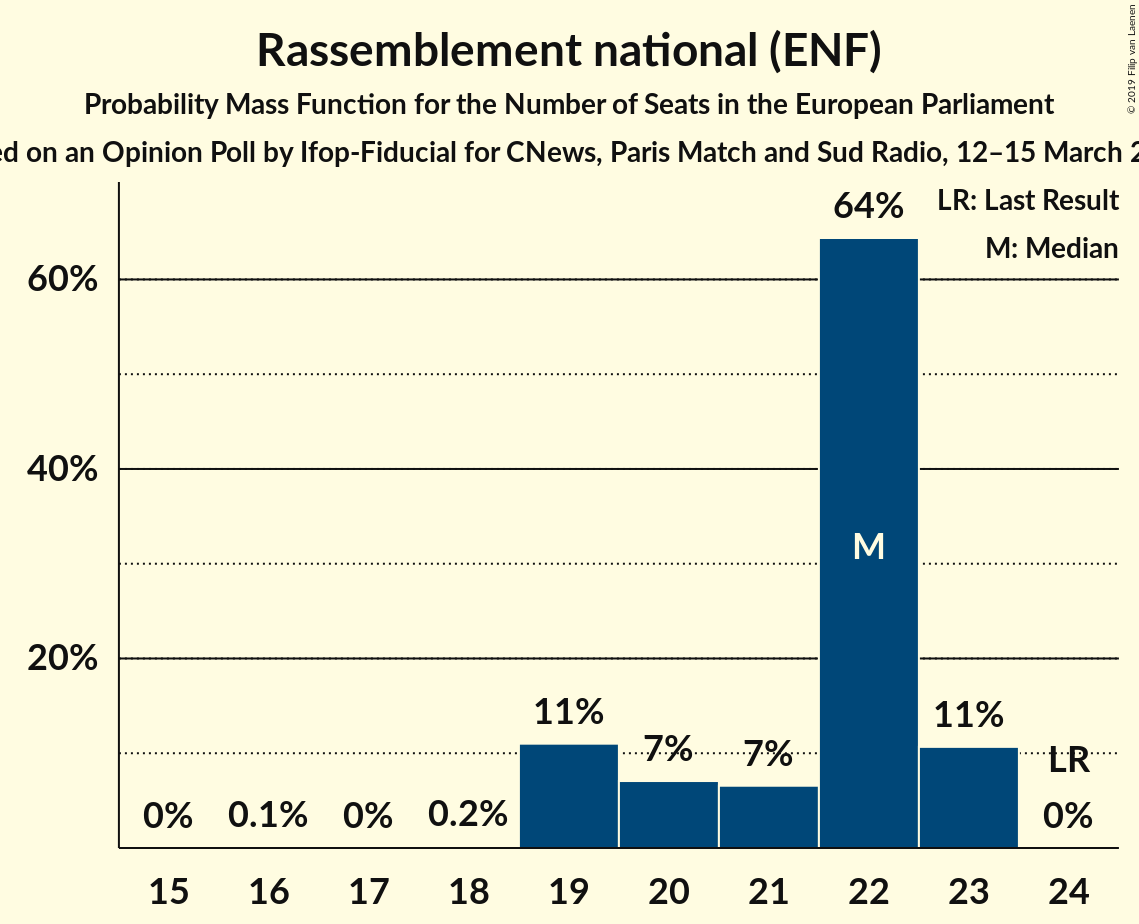 Rassemblement national (ENF)
Probability Mass Function for the Number of Seats in the European Parliament
on an Opinion Poll by Ifop-Fiducial for CNews, Paris Match and Sud Radio, 12–15 March
© 2019 Filip van Laenen
LR: Last Result
M: Median
60%
40%
20%
0%
0.1%
0%
0.2%
11%
7%
7%
64%
M
11%
LR
0%
15 16 17 18 19 20 21 22 23 24